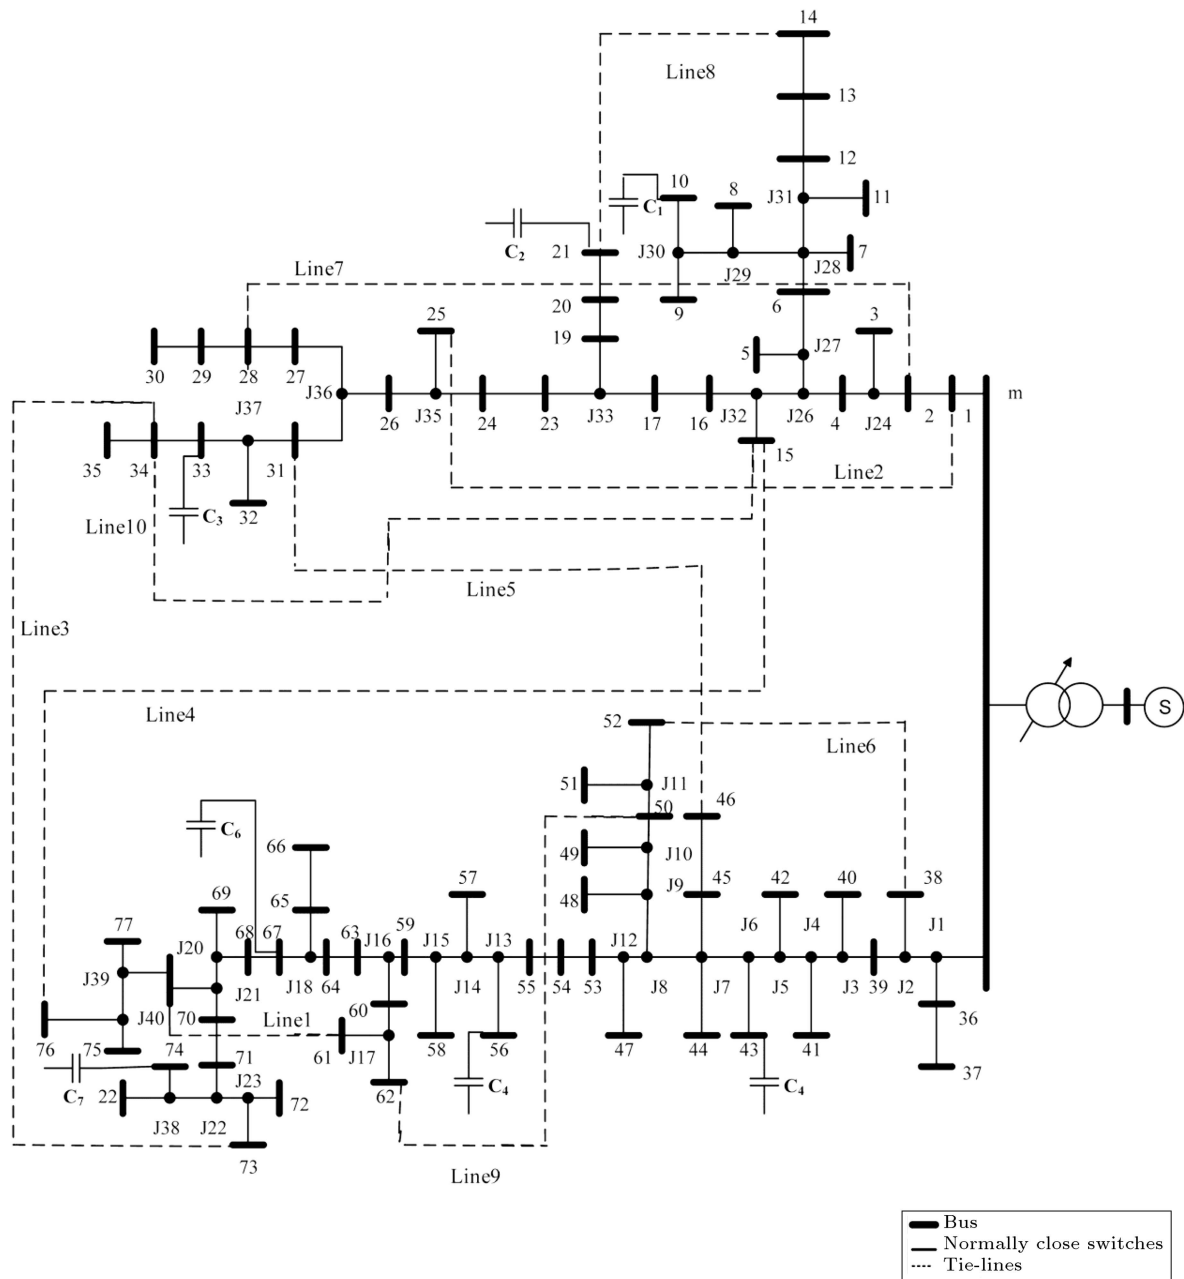 14
Line8
13
12
10
8
J31
11
C1
C2
21
J30
J29
J28
7
Line7
20
6
9
25
3
19
J27
5
30
29
28
27
J36
J37
26
J35
24
23
J33
17
16
J32
J26
4
J24
2
1
m
35
34
33
31
15
Line2
Line10
C3
32
Line5
Line3
S
Line4
52
Line6
51
J11
50
46
C6
66
49
J10
57
J9
45
42
40
38
69
65
48
77
J20
68
67
63
J16
59
J15
J13
J12
J6
J4
J1
J39
J21
J18
64
J14
55
54
53
J8
J7
J5
J3
39
J2
70
Line1
60
36
J40
76
75
74
61
J17
58
56
47
44
43
41
71
J23
37
C7
22
62
C4
C4
72
J38
J22
73
Line9
Bus
Normally close switches
Tie-lines